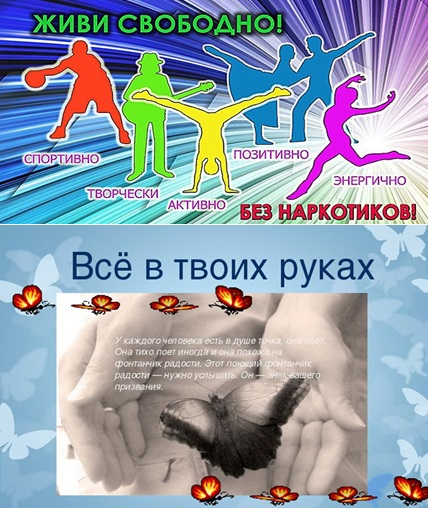 ЖИВИ СВОБОДНО!
СПОРТИВНО
ТВОРЧЕСКИ
АКТИВНО
ПОЗИТИВНО
ЭНЕРГИЧНО
БЕЗ НАРКОТИКОВ!
Всё в твоих руках
У каждого человека есть в душе точка, она поет.
Она тихо поет иногда и она похожа на
фонтанчик радости. Этот поющий фонтанчик
радости — нужно услышать. Он — знак вашего
призвания.